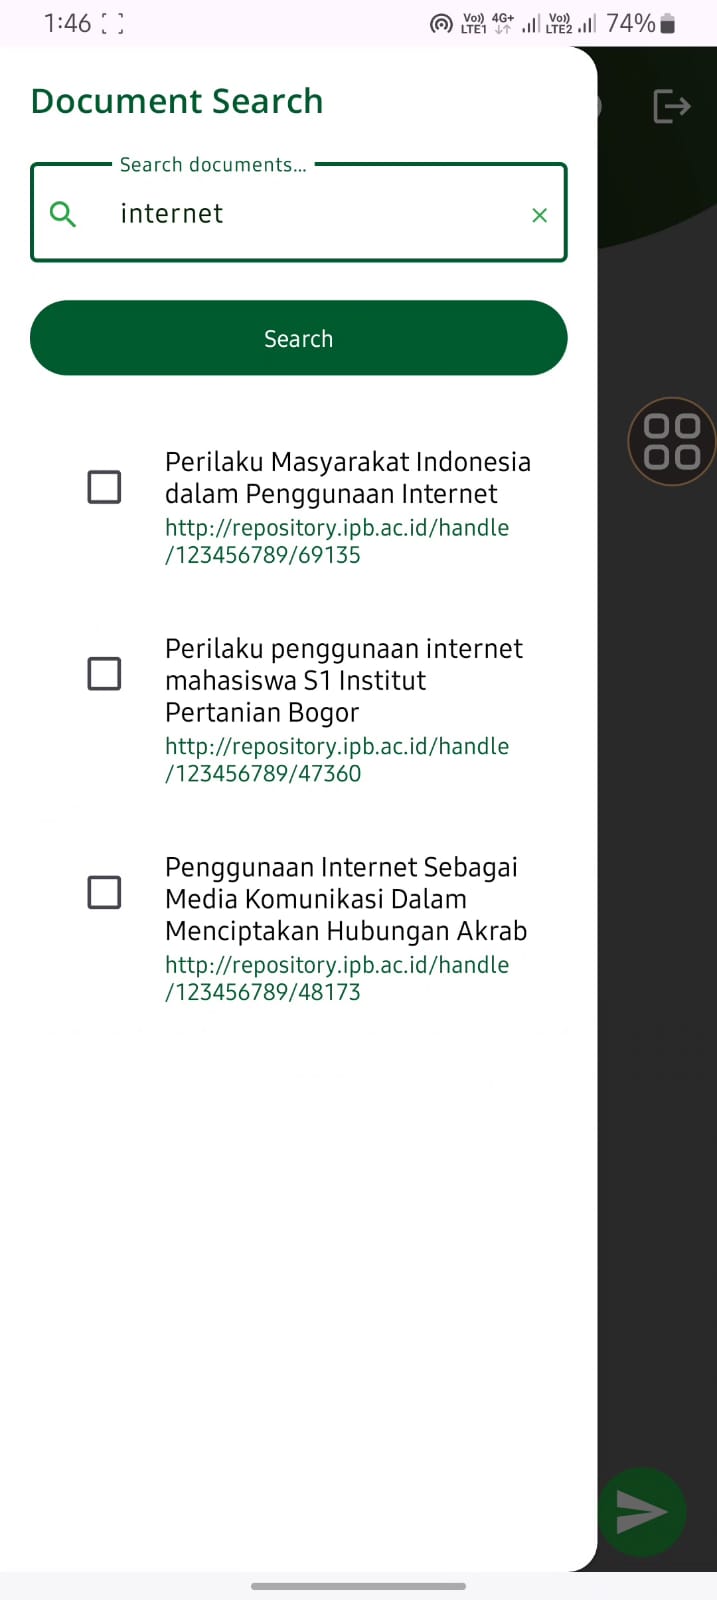 1:46
Vo)) 4G+ Vo)) 74%
LTE1 LTE2
Document Search
Search documents...
internet
Search
Perilaku Masyarakat Indonesia
dalam Penggunaan Internet
http://repository.ipb.ac.id/handle
/123456789/69135
Perilaku penggunaan internet
mahasiswa S1 Institut
Pertanian Bogor
http://repository.ipb.ac.id/handle
/123456789/47360
Penggunaan Internet Sebagai
Media Komunikasi Dalam
Menciptakan Hubungan Akrab
http://repository.ipb.ac.id/handle
/123456789/48173